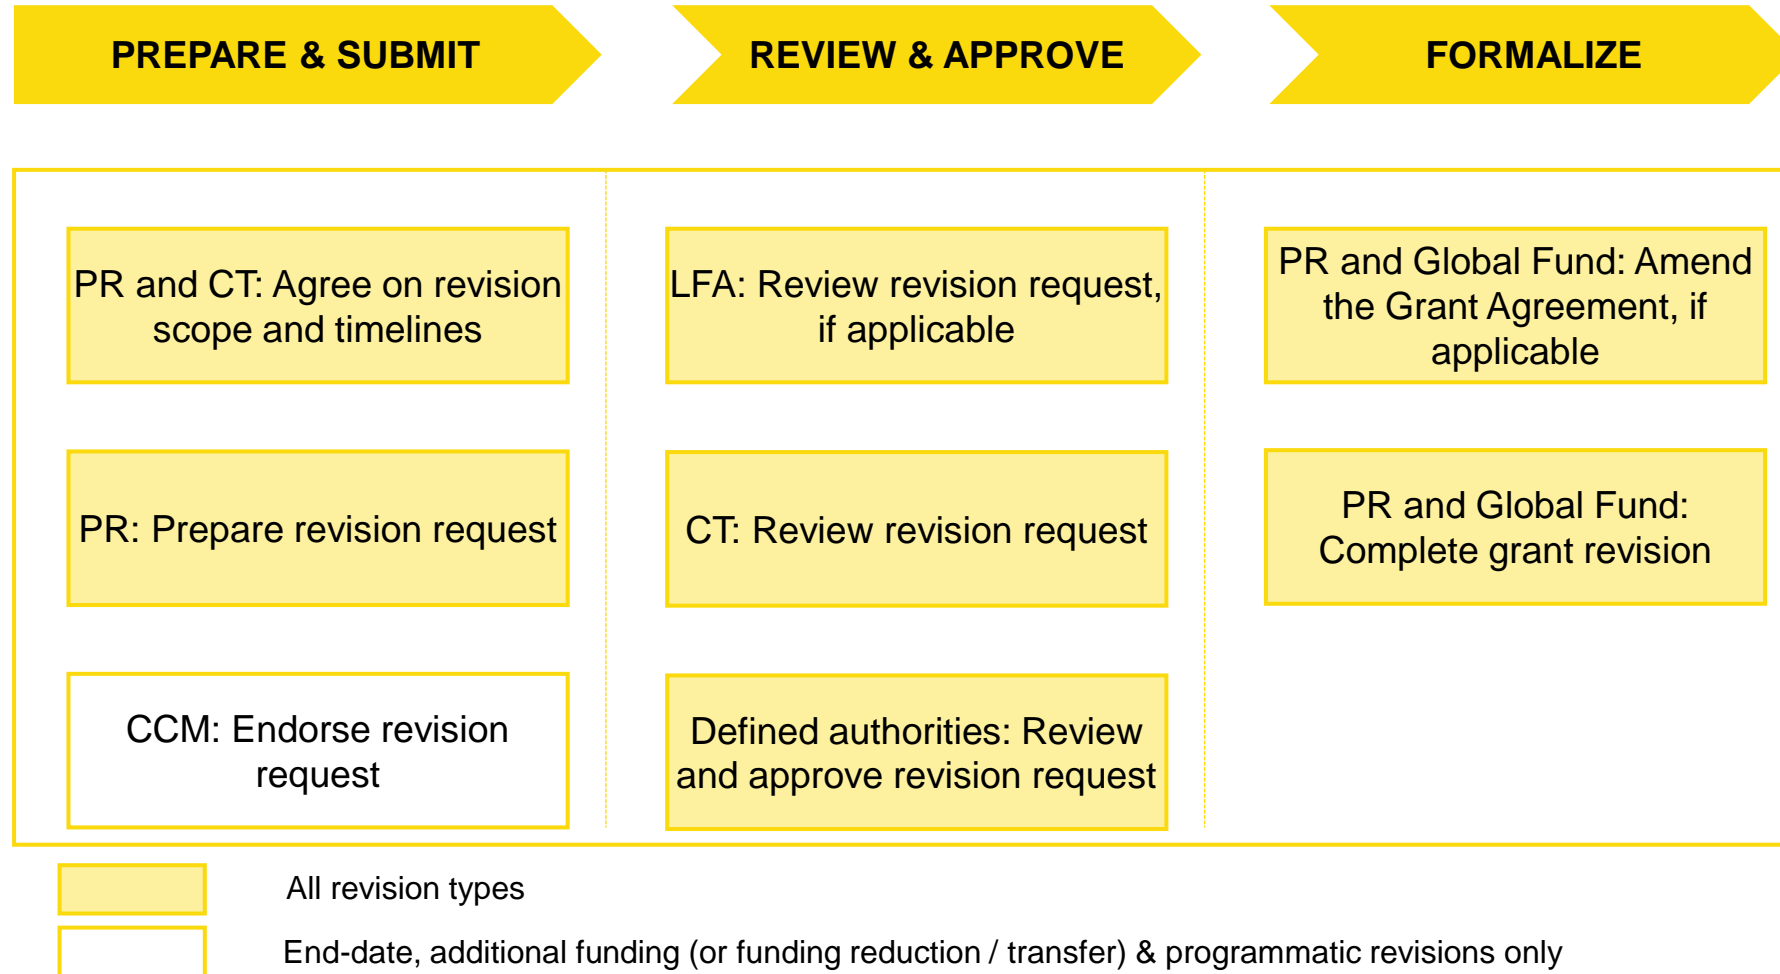 PREPARE & SUBMIT
REVIEW & APPROVE
FORMALIZE
PR and CT: Agree on revision
scope and timelines
PR: Prepare revision request
CCM: Endorse revision
request
LFA: Review revision request,
if applicable
CT: Review revision request
Defined authorities: Review
and approve revision request
PR and Global Fund: Amend
the Grant Agreement, if
applicable
PR and Global Fund:
Complete grant revision
All revision types
End-date, additional funding (or funding reduction / transfer) & programmatic revisions only